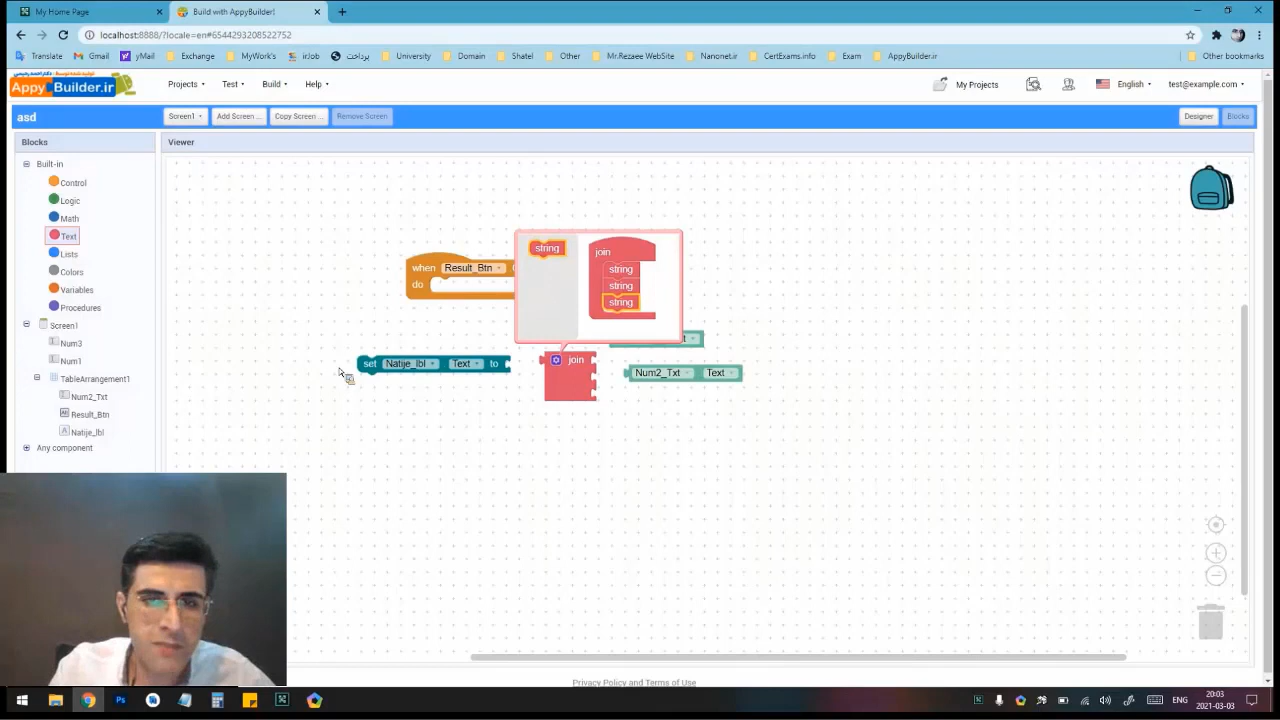 My Home Page
Build with AppyBuilder!
localhost:8888/?locale=en#6544293208522752
Translate
Gmail
yMail
Exchange
MyWork's
irJob
پرداخت
University
Domain
Shatel
Other
Mr.Rezaee WebSite
Nanonet.ir
CertExams.info
Exam
AppyBuilder.ir
Other bookmarks
AppyBuilder.ir
Projects
Test
Build
Help
My Projects
English
test@example.com
asd
Screen1
Add Screen ...
Copy Screen ...
Remove Screen
Designer
Blocks
Blocks
Viewer
Built-in
Control
Logic
Math
Text
Lists
Colors
Variables
Procedures
Screen1
Num3
Num1
TableArrangement1
Num2_Txt
Result_Btn
Natije_lbl
Any component
when Result_Btn
do
string
join
string
string
string
set Natije_lbl Text to
join
Num2_Txt Text
Privacy Policy and Terms of Use
ENG
20:03
2021-03-03